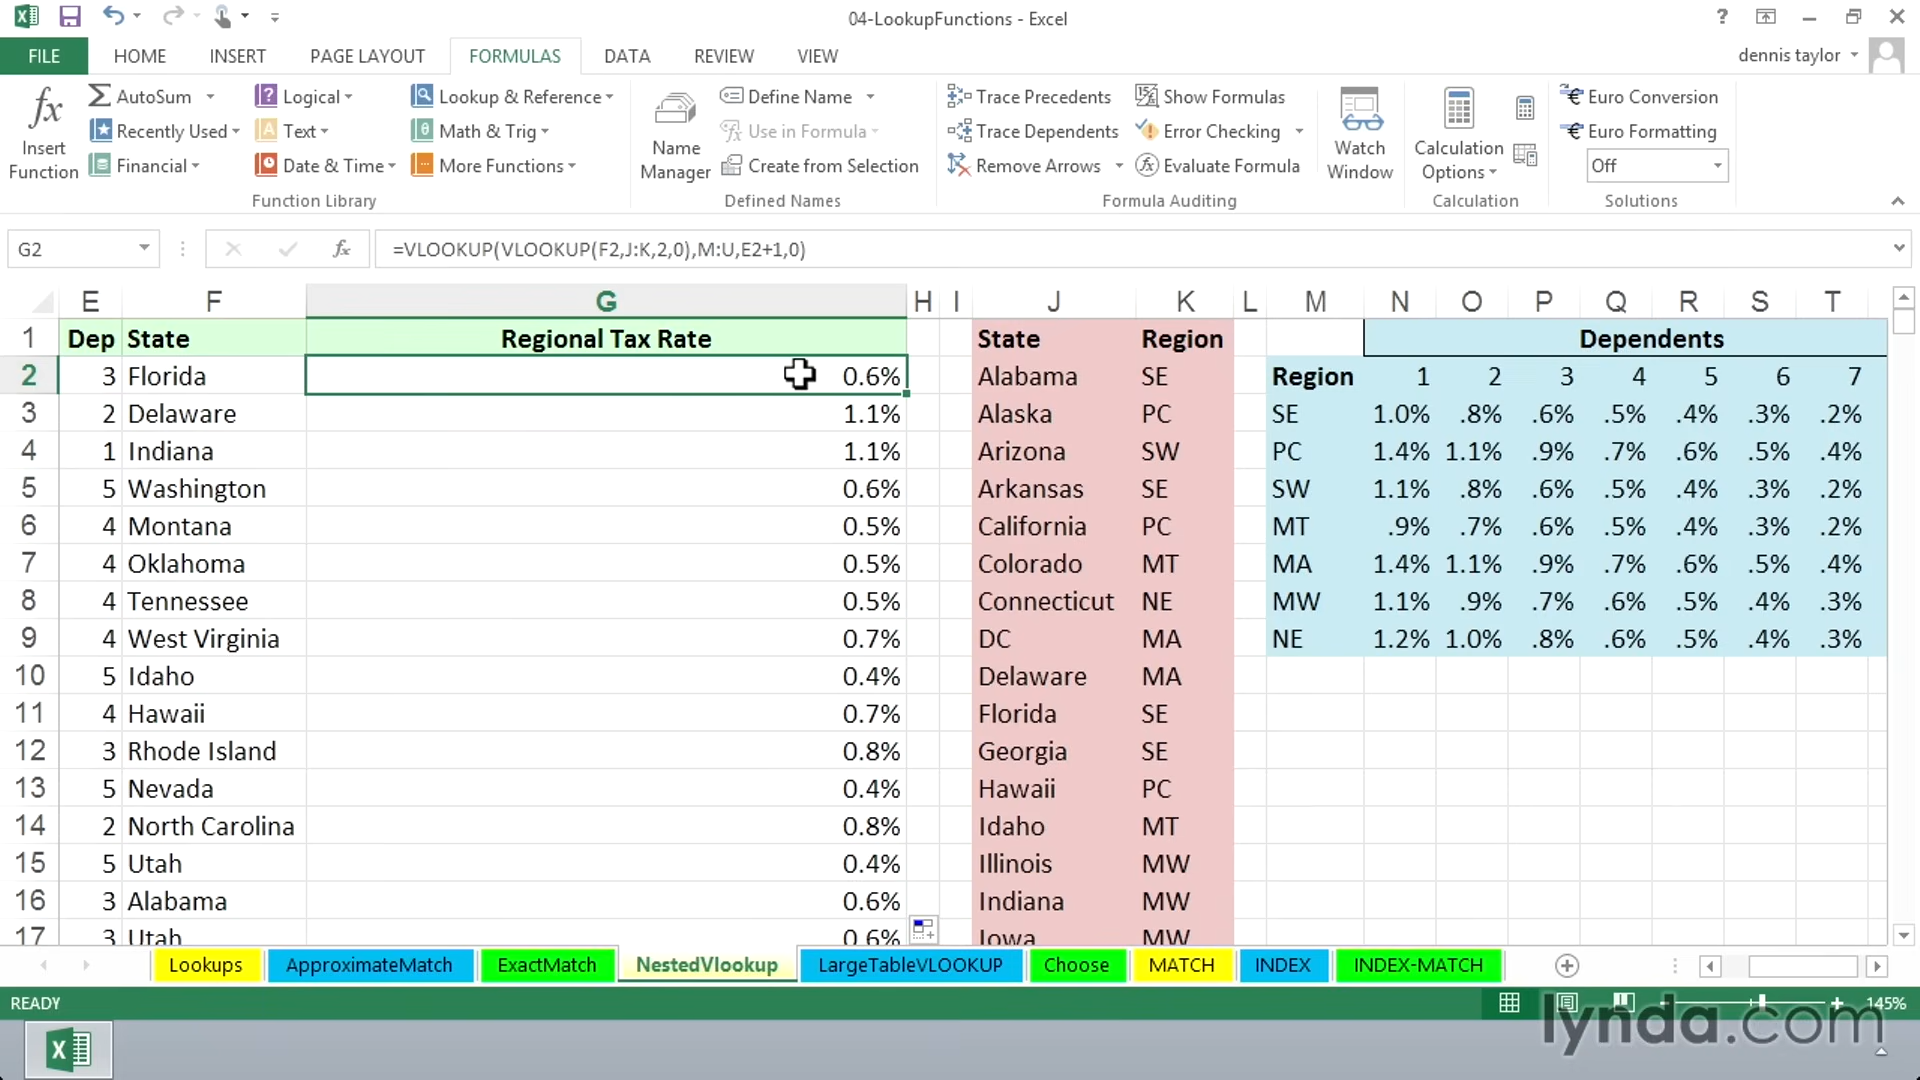 04-LookupFunctions - Excel
?
FILE HOME INSERT PAGE LAYOUT FORMULAS DATA REVIEW VIEW dennis taylor
fx Σ AutoSum ? Logical Lookup & Reference Define Name Trace Precedents Show Formulas Euro Conversion
Insert Function Recently Used A Text θ Math & Trig Name Manager Use in Formula Trace Dependents Error Checking Watch Window Calculation Options Euro Formatting
Financial Date & Time More Functions Create from Selection Remove Arrows Evaluate Formula Off
Function Library Defined Names Formula Auditing Calculation Solutions
G2 fx =VLOOKUP(VLOOKUP(F2,J:K,2,0),M:U,E2+1,0)
E F G H I J K L M N O P Q R S T
1 Dep State Regional Tax Rate State Region Dependents
2 3 Florida 0.6% Alabama SE Region 1 2 3 4 5 6 7
3 2 Delaware 1.1% Alaska PC SE 1.0% .8% .6% .5% .4% .3% .2%
4 1 Indiana 1.1% Arizona SW PC 1.4% 1.1% .9% .7% .6% .5% .4%
5 5 Washington 0.6% Arkansas SE SW 1.1% .8% .6% .5% .4% .3% .2%
6 4 Montana 0.5% California PC MT .9% .7% .6% .5% .4% .3% .2%
7 4 Oklahoma 0.5% Colorado MT MA 1.4% 1.1% .9% .7% .6% .5% .4%
8 4 Tennessee 0.5% Connecticut NE MW 1.1% .9% .7% .6% .5% .4% .3%
9 4 West Virginia 0.7% DC MA NE 1.2% 1.0% .8% .6% .5% .4% .3%
10 5 Idaho 0.4% Delaware MA
11 4 Hawaii 0.7% Florida SE
12 3 Rhode Island 0.8% Georgia SE
13 5 Nevada 0.4% Hawaii PC
14 2 North Carolina 0.8% Idaho MT
15 5 Utah 0.4% Illinois MW
16 3 Alabama 0.6% Indiana MW
17 3 Utah 0.6% Iowa MW
Lookups ApproximateMatch ExactMatch NestedVlookup LargeTableVLOOKUP Choose MATCH INDEX INDEX-MATCH
READY 145%
lynda.com